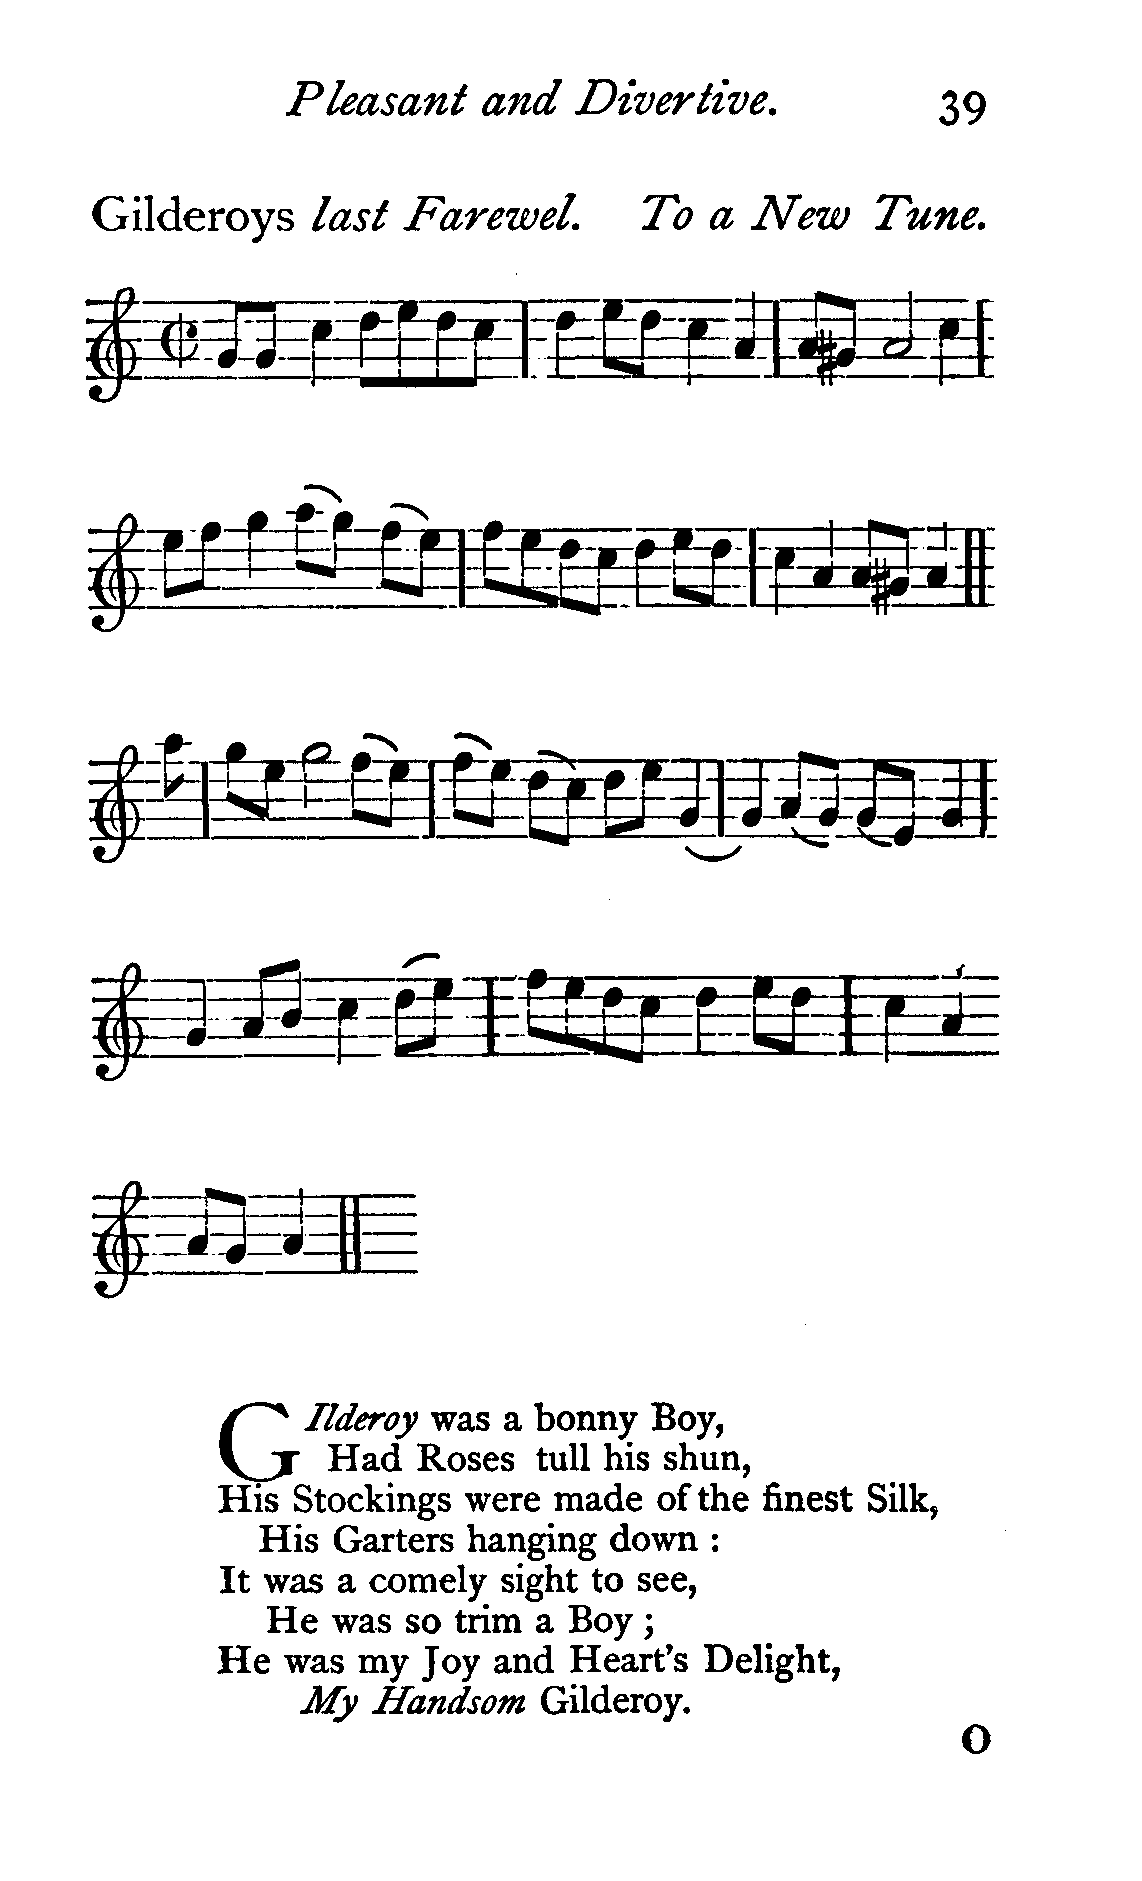 Pleasant and Divertive. 39
Gilderoys last Farewel. To a New Tune.
GIlderoy was a bonny Boy,
Had Roses tull his shun,
His Stockings were made of the finest Silk,
His Garters hanging down :
It was a comely sight to see,
He was so trim a Boy ;
He was my Joy and Heart's Delight,
My Handsom Gilderoy.
O